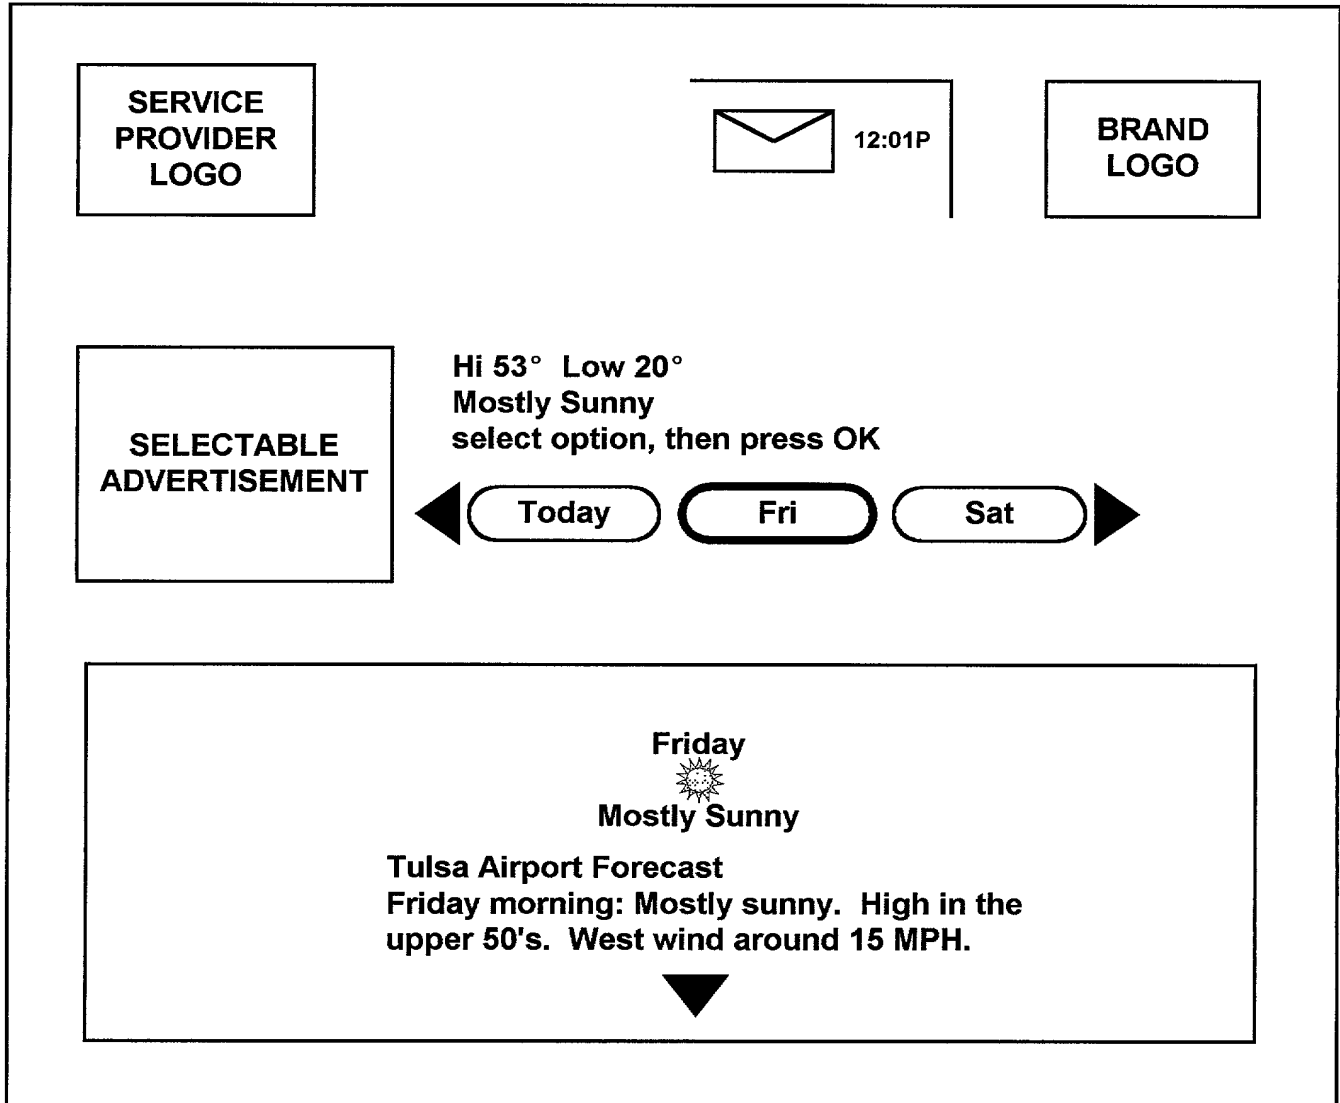 SERVICE
PROVIDER
LOGO
12:01P
BRAND
LOGO
Hi 53°  Low 20°
Mostly Sunny
select option, then press OK
SELECTABLE
ADVERTISEMENT
Today
Fri
Sat
Friday
Mostly Sunny
Tulsa Airport Forecast
Friday morning: Mostly sunny.  High in the
upper 50's.  West wind around 15 MPH.